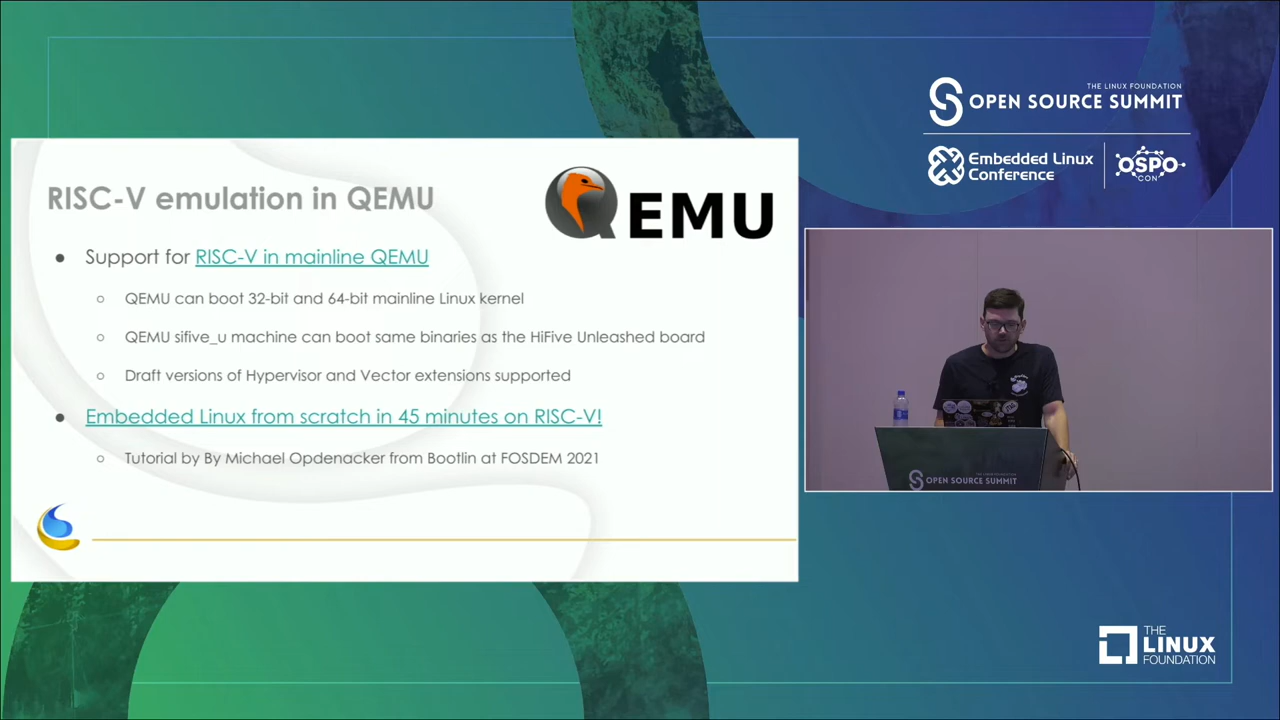 THE LINUX FOUNDATION
OPEN SOURCE SUMMIT
Embedded Linux
Conference
OSPO
CON
RISC-V emulation in QEMU
QEMU
Support for RISC-V in mainline QEMU
QEMU can boot 32-bit and 64-bit mainline Linux kernel
QEMU sifive_u machine can boot same binaries as the HiFive Unleashed board
Draft versions of Hypervisor and Vector extensions supported
Embedded Linux from scratch in 45 minutes on RISC-V!
Tutorial by By Michael Opdenacker from Bootlin at FOSDEM 2021
OPEN SOURCE SUMMIT
THE
LINUX
FOUNDATION